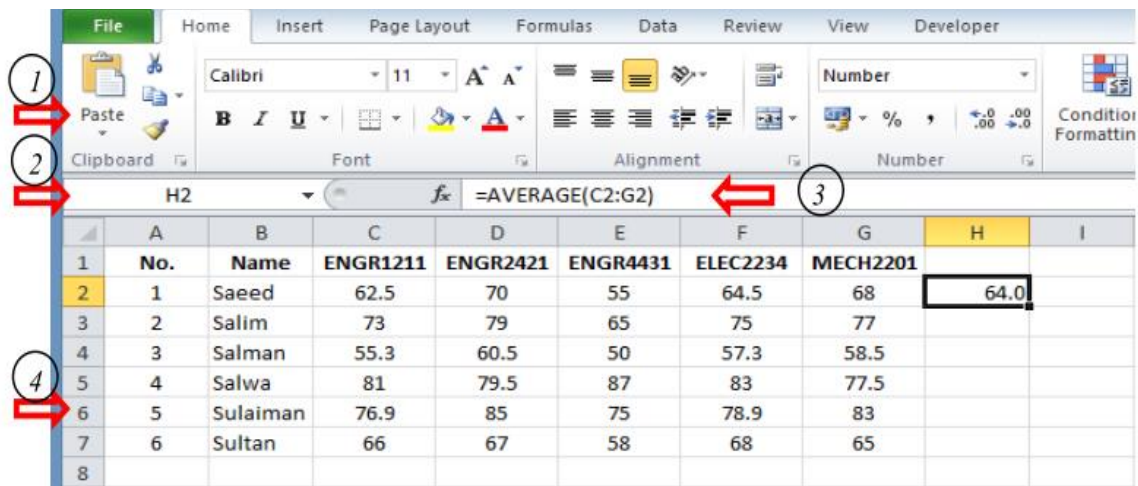 File Home Insert Page Layout Formulas Data Review View Developer
1
Calibri 11 A A Number
Paste B I U A % , .0 .00 .00 .0 Condition Formattin
2
Clipboard Font Alignment Number
H2 fx =AVERAGE(C2:G2) 3
A B C D E F G H I
1 No. Name ENGR1211 ENGR2421 ENGR4431 ELEC2234 MECH2201
2 1 Saeed 62.5 70 55 64.5 68 64.0
3 2 Salim 73 79 65 75 77
4 3 Salman 55.3 60.5 50 57.3 58.5
4
5 4 Salwa 81 79.5 87 83 77.5
6 5 Sulaiman 76.9 85 75 78.9 83
7 6 Sultan 66 67 58 68 65
8